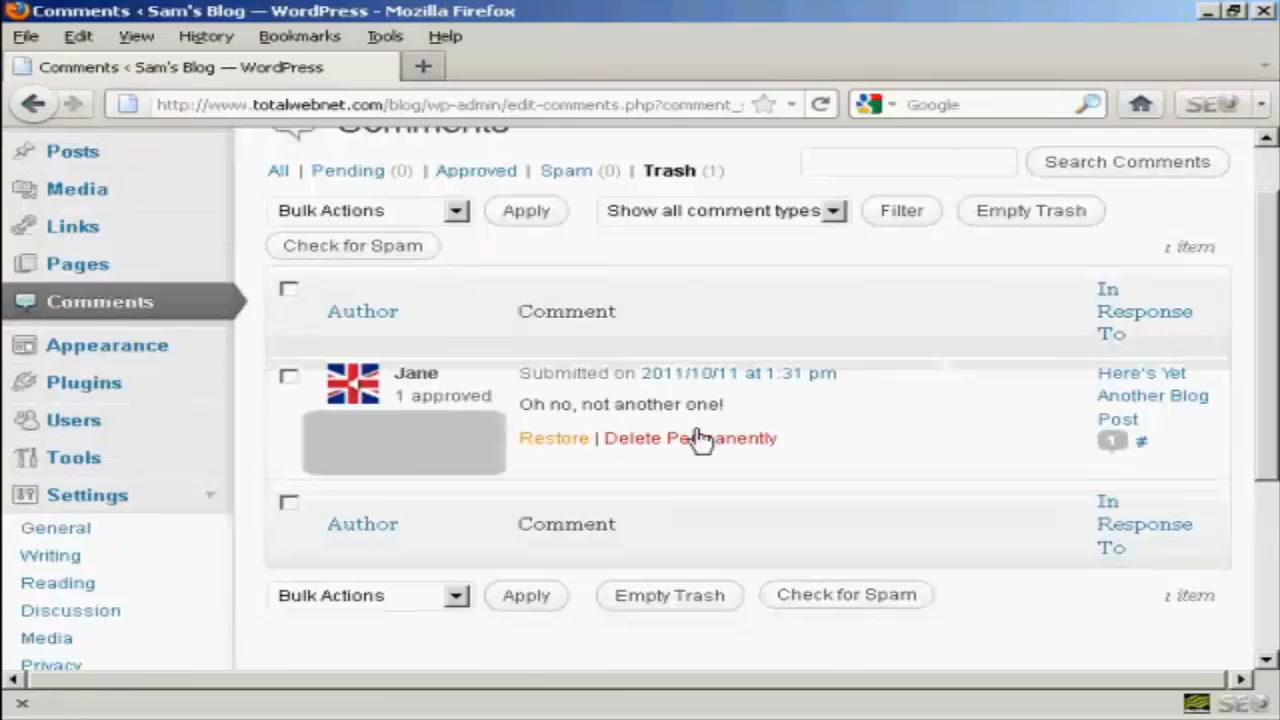 Comments < Sam's Blog — WordPress - Mozilla Firefox
File Edit View History Bookmarks Tools Help
Comments < Sam's Blog — WordPress
http://www.totalwebnet.com/blog/wp-admin/edit-comments.php?comment_ Google SEO
Comments
Posts
Media
Links
Pages
Comments
Appearance
Plugins
Users
Tools
Settings
General
Writing
Reading
Discussion
Media
Privacy
All | Pending (0) | Approved | Spam (0) | Trash (1)
Search Comments
Bulk Actions Apply Show all comment types Filter Empty Trash
Check for Spam 1 item
Author Comment In Response To
Jane Submitted on 2011/10/11 at 1:31 pm Here's Yet
1 approved Oh no, not another one! Another Blog
Post
Restore | Delete Permanently 1 #
Author Comment In Response To
Bulk Actions Apply Empty Trash Check for Spam 1 item
SEO